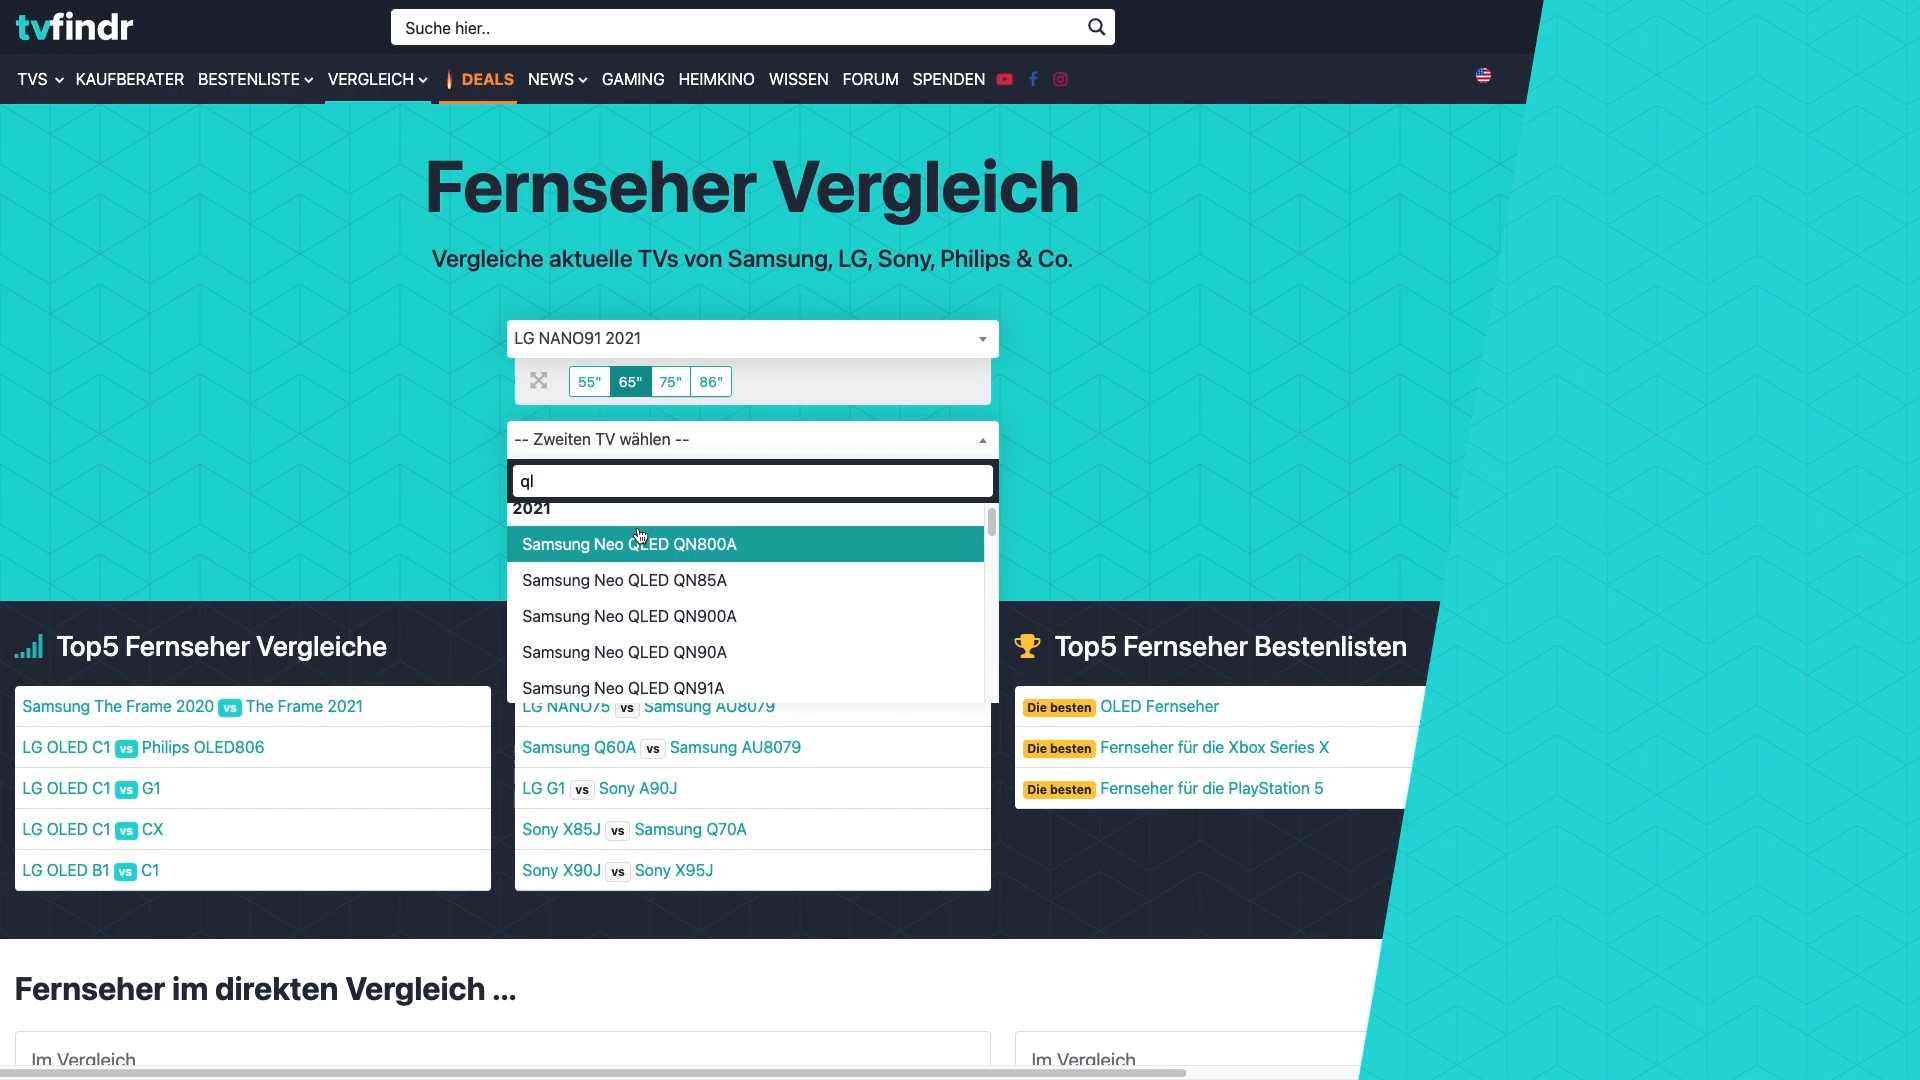 tvfindr
Suche hier..
TVS KAUFBERATER BESTENLISTE VERGLEICH DEALS NEWS GAMING HEIMKINO WISSEN FORUM SPENDEN
Fernseher Vergleich
Vergleiche aktuelle TVs von Samsung, LG, Sony, Philips & Co.
LG NANO91 2021
55" 65" 75" 86"
-- Zweiten TV wählen --
ql
2021
Samsung Neo QLED QN800A
Samsung Neo QLED QN85A
Samsung Neo QLED QN900A
Samsung Neo QLED QN90A
Samsung Neo QLED QN91A
Top5 Fernseher Vergleiche
Samsung The Frame 2020 vs The Frame 2021
LG OLED C1 vs Philips OLED806
LG OLED C1 vs G1
LG OLED C1 vs CX
LG OLED B1 vs C1
LG NANO75 vs Samsung AU8079
Samsung Q60A vs Samsung AU8079
LG G1 vs Sony A90J
Sony X85J vs Samsung Q70A
Sony X90J vs Sony X95J
Top5 Fernseher Bestenlisten
Die besten OLED Fernseher
Die besten Fernseher für die Xbox Series X
Die besten Fernseher für die PlayStation 5
Fernseher im direkten Vergleich ...
Im Vergleich
Im Vergleich